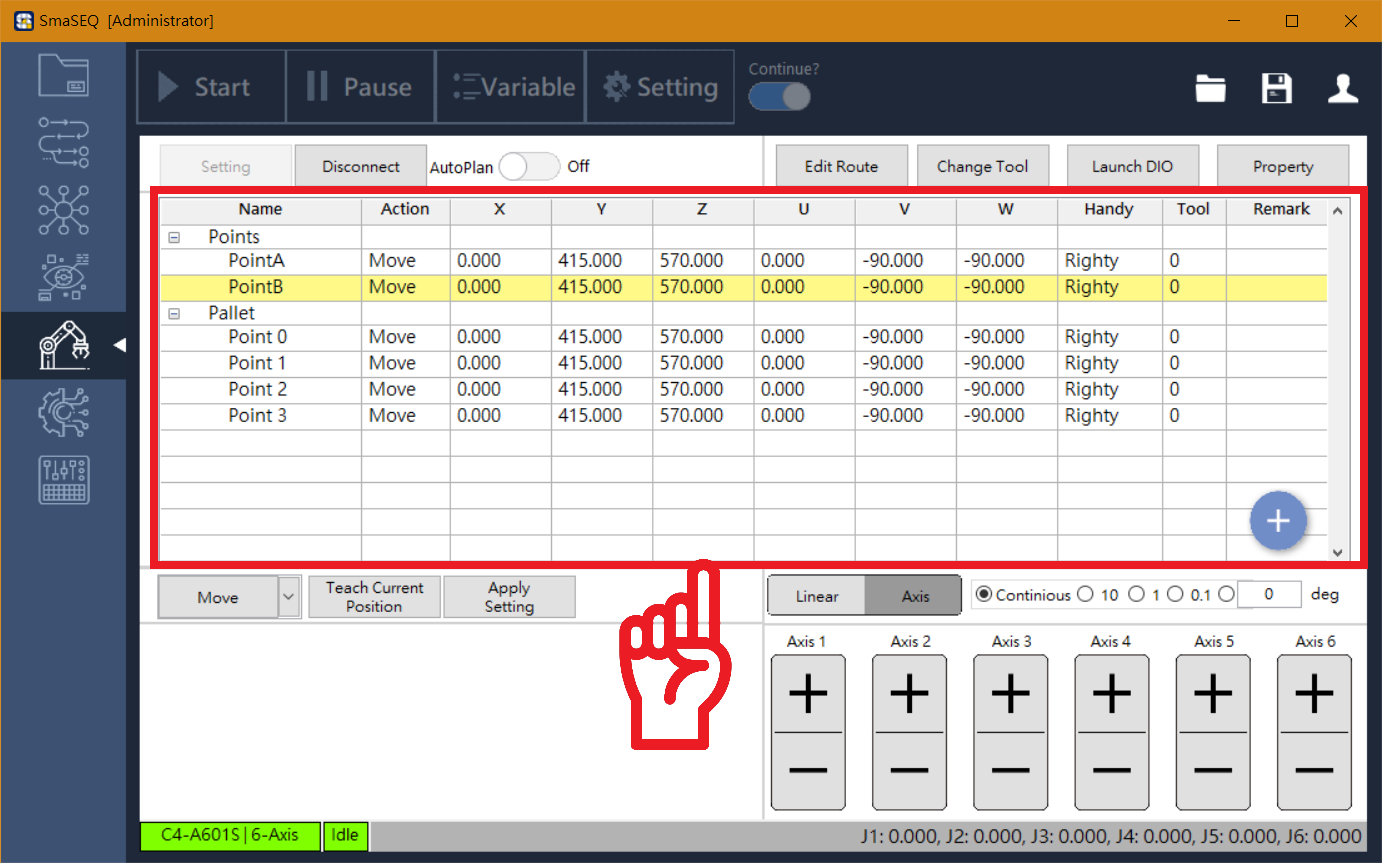 SmaSEQ [Administrator]
Start Pause Variable Setting Continue?
Setting Disconnect AutoPlan Off Edit Route Change Tool Launch DIO Property
Name Action X Y Z U V W Handy Tool Remark
Points
PointA Move 0.000 415.000 570.000 0.000 -90.000 -90.000 Righty 0
PointB Move 0.000 415.000 570.000 0.000 -90.000 -90.000 Righty 0
Pallet
Point 0 Move 0.000 415.000 570.000 0.000 -90.000 -90.000 Righty 0
Point 1 Move 0.000 415.000 570.000 0.000 -90.000 -90.000 Righty 0
Point 2 Move 0.000 415.000 570.000 0.000 -90.000 -90.000 Righty 0
Point 3 Move 0.000 415.000 570.000 0.000 -90.000 -90.000 Righty 0
Move
Teach Current
Position
Apply
Setting
Linear Axis Continious 10 1 0.1 0 deg
Axis 1 Axis 2 Axis 3 Axis 4 Axis 5 Axis 6
C4-A601S | 6-Axis Idle J1: 0.000, J2: 0.000, J3: 0.000, J4: 0.000, J5: 0.000, J6: 0.000